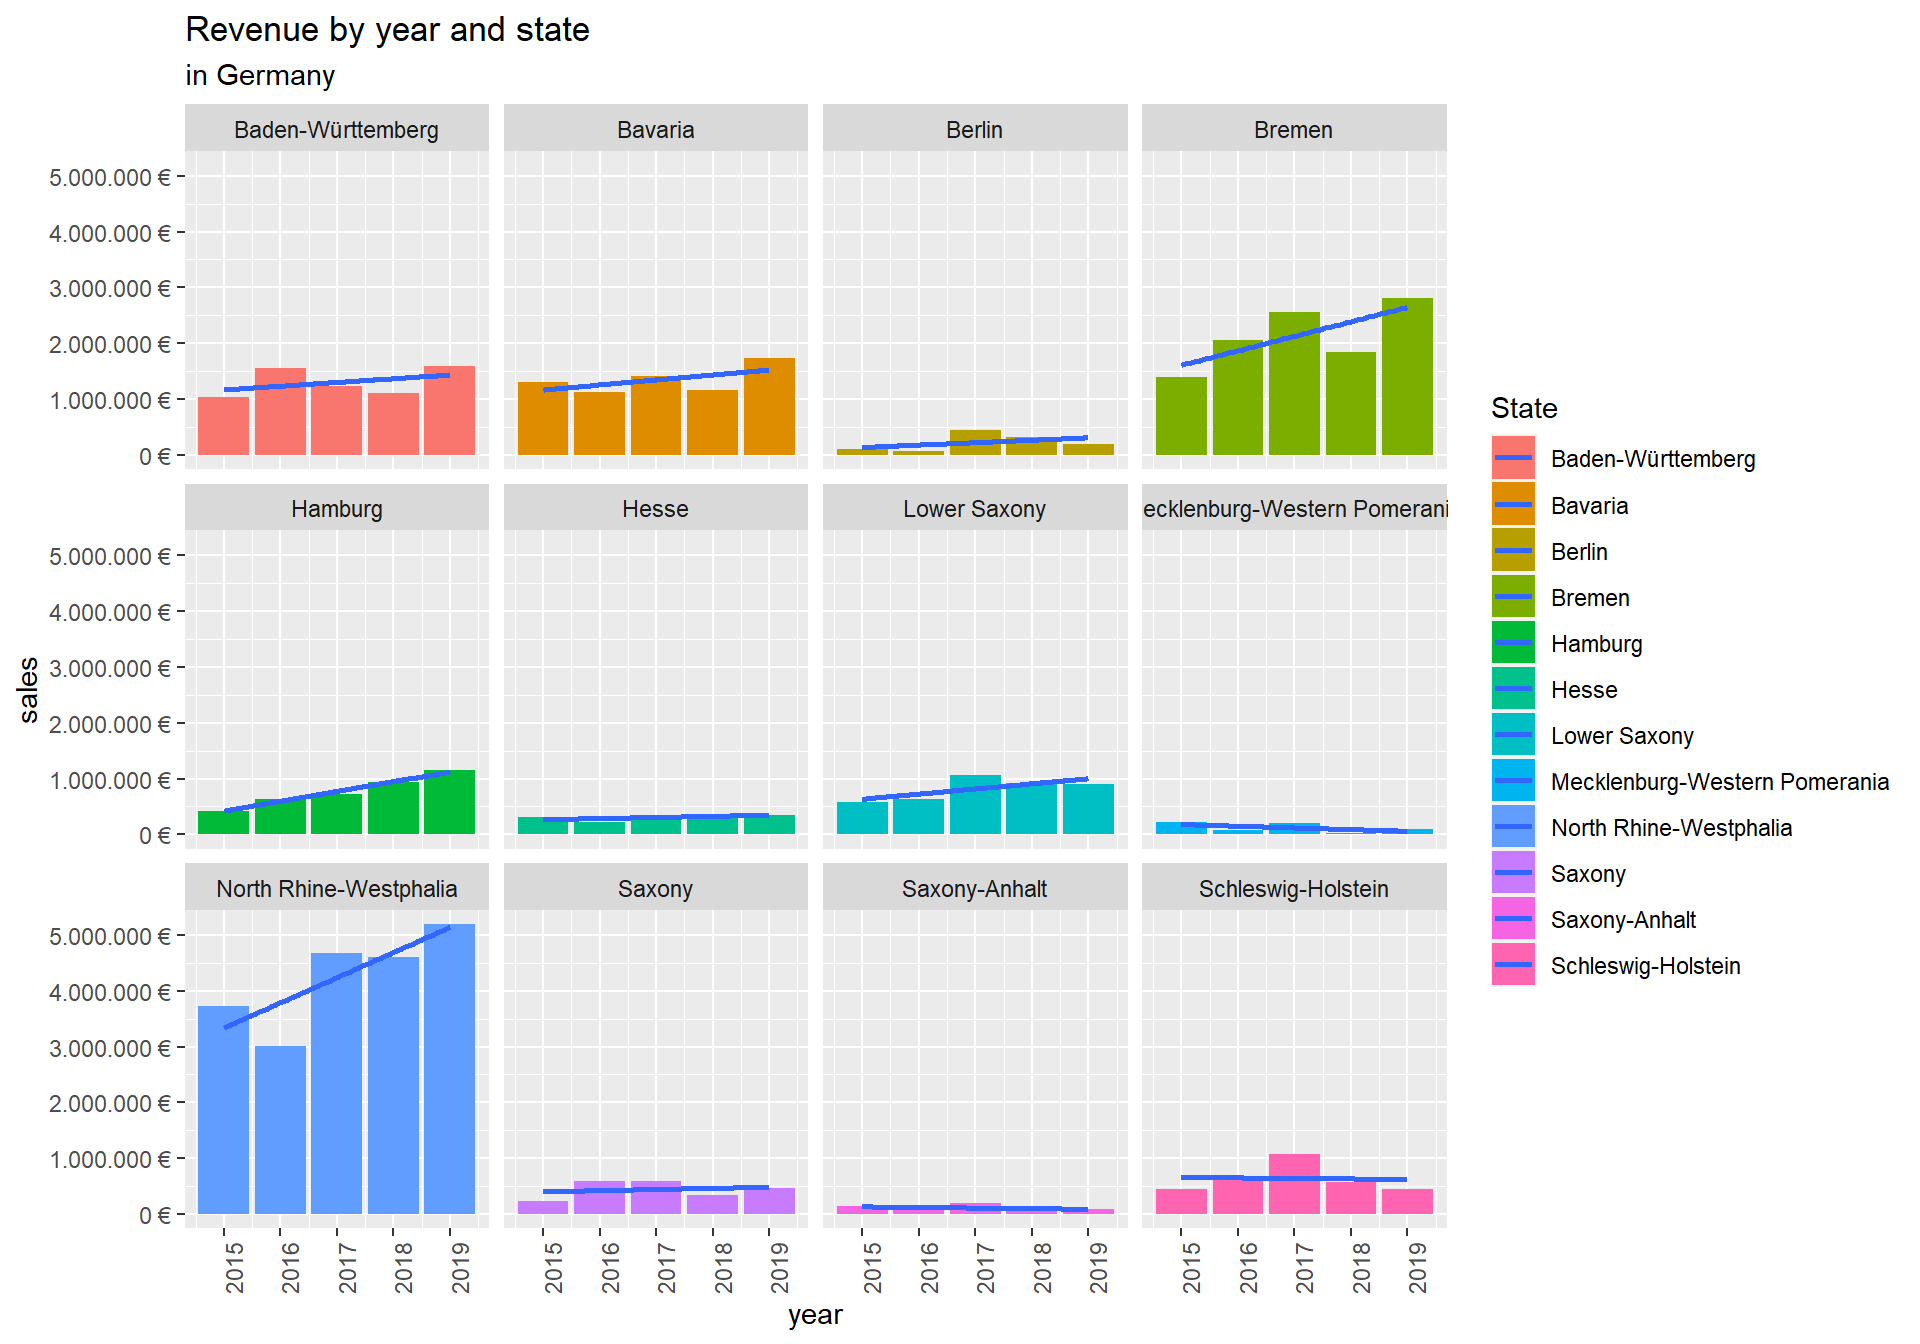 Revenue by year and state
in Germany
Baden-Württemberg
Bavaria
Berlin
Bremen
5.000.000 €
4.000.000 €
3.000.000 €
2.000.000 €
1.000.000 €
0 €
Hamburg
Hesse
Lower Saxony
ecklenburg-Western Pomerani
5.000.000 €
4.000.000 €
3.000.000 €
2.000.000 €
1.000.000 €
0 €
North Rhine-Westphalia
Saxony
Saxony-Anhalt
Schleswig-Holstein
5.000.000 €
4.000.000 €
3.000.000 €
2.000.000 €
1.000.000 €
0 €
2015 2016 2017 2018 2019
2015 2016 2017 2018 2019
2015 2016 2017 2018 2019
2015 2016 2017 2018 2019
year
sales
State
Baden-Württemberg
Bavaria
Berlin
Bremen
Hamburg
Hesse
Lower Saxony
Mecklenburg-Western Pomerania
North Rhine-Westphalia
Saxony
Saxony-Anhalt
Schleswig-Holstein